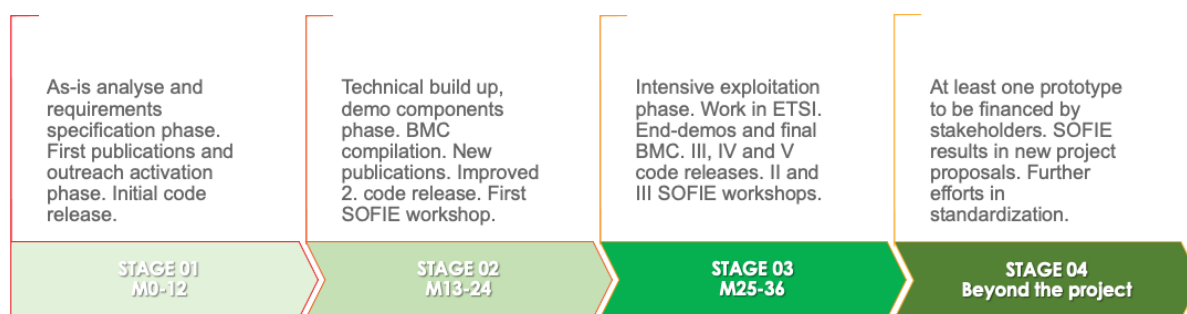 As-is analyse and
requirements
specification phase.
First publications and
outreach activation
phase. Initial code
release.
STAGE 01
M0-12
Technical build up,
demo components
phase. BMC
compilation. New
publications. Improved
2. code release. First
SOFIE workshop.
STAGE 02
M13-24
Intensive exploitation
phase. Work in ETSI.
End-demos and final
BMC. III, IV and V
code releases. II and
III SOFIE workshops.
STAGE 03
M25-36
At least one prototype
to be financed by
stakeholders. SOFIE
results in new project
proposals. Further
efforts in
standardization.
STAGE 04
Beyond the project